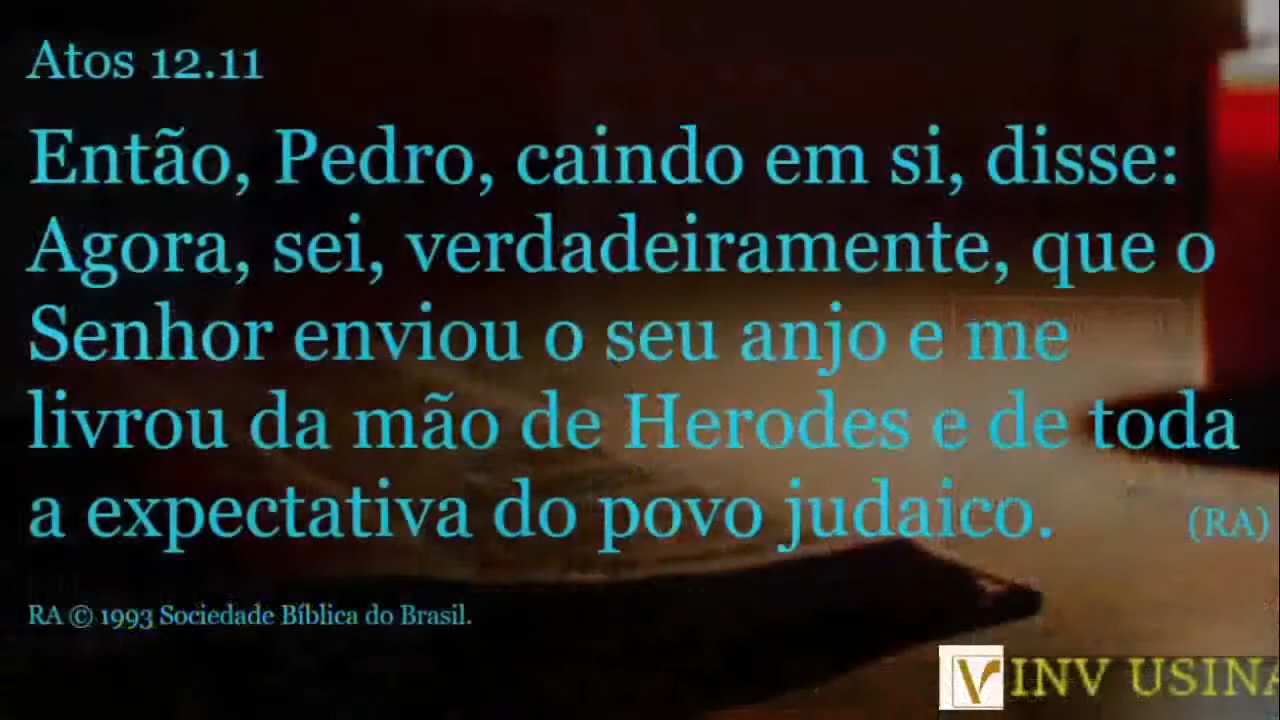 Atos 12.11
Então, Pedro, caindo em si, disse:
Agora, sei, verdadeiramente, que o
Senhor enviou o seu anjo e me
livrou da mão de Herodes e de toda
a expectativa do povo judaico. (RA)
RA © 1993 Sociedade Bíblica do Brasil.
INV USINA